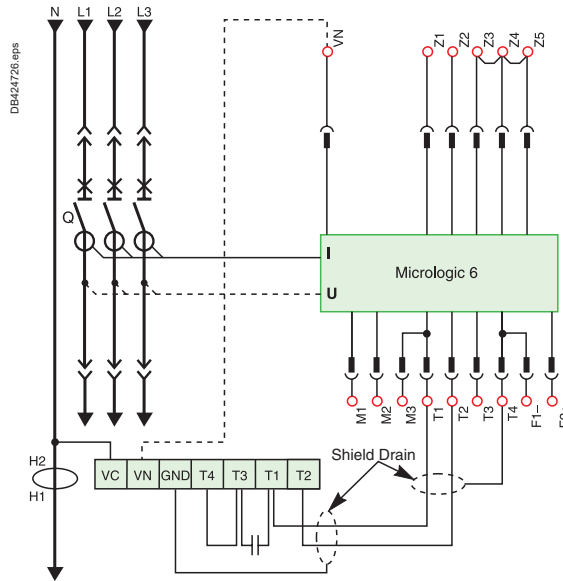 DB424726.eps
N L1 L2 L3
VN Z1 Z2 Z3 Z4 Z5
Q
I
Micrologic 6
U
M1 M2 M3 T1 T2 T3 T4 F1–
Shield Drain
H2
H1
VC VN GND T4 T3 T1 T2